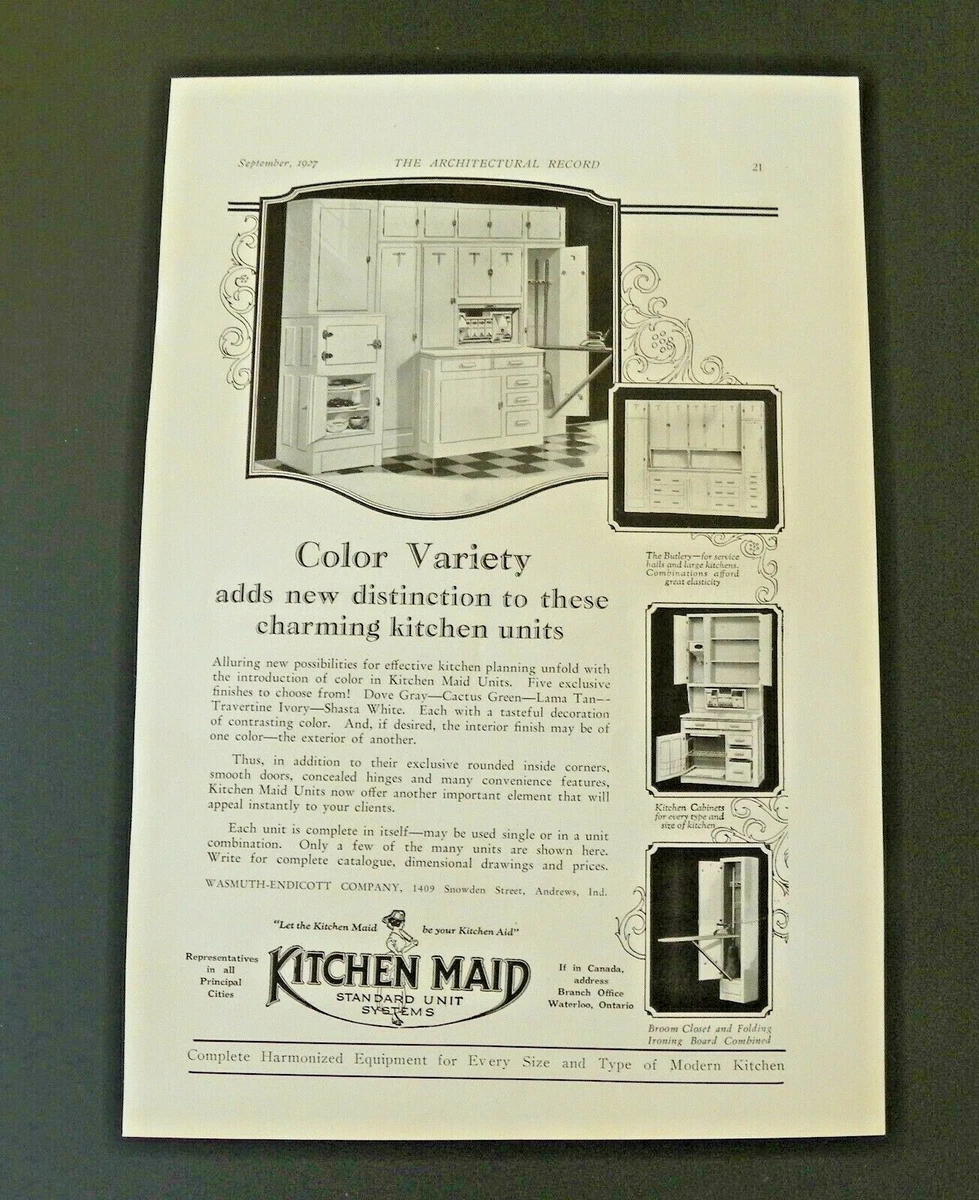 September, 1927
THE ARCHITECTURAL RECORD
21
The Butlery—for service
halls and large kitchens.
Combinations afford
great elasticity
Color Variety
adds new distinction to these
charming kitchen units
Alluring new possibilities for effective kitchen planning unfold with
the introduction of color in Kitchen Maid Units. Five exclusive
finishes to choose from! Dove Gray—Cactus Green—Lama Tan—
Travertine Ivory—Shasta White. Each with a tasteful decoration
of contrasting color. And, if desired, the interior finish may be of
one color—the exterior of another.
Thus, in addition to their exclusive rounded inside corners,
smooth doors, concealed hinges and many convenience features,
Kitchen Maid Units now offer another important element that will
appeal instantly to your clients.
Each unit is complete in itself—may be used single or in a unit
combination. Only a few of the many units are shown here.
Write for complete catalogue, dimensional drawings and prices.
WASMUTH-ENDICOTT COMPANY, 1409 Snowden Street, Andrews, Ind.
Kitchen Cabinets
for every type and
size of kitchen
"Let the Kitchen Maid be your Kitchen Aid"
Representatives
in all
Principal
Cities
KITCHEN MAID
STANDARD UNIT
SYSTEMS
If in Canada,
address
Branch Office
Waterloo, Ontario
Broom Closet and Folding
Ironing Board Combined
Complete Harmonized Equipment for Every Size and Type of Modern Kitchen